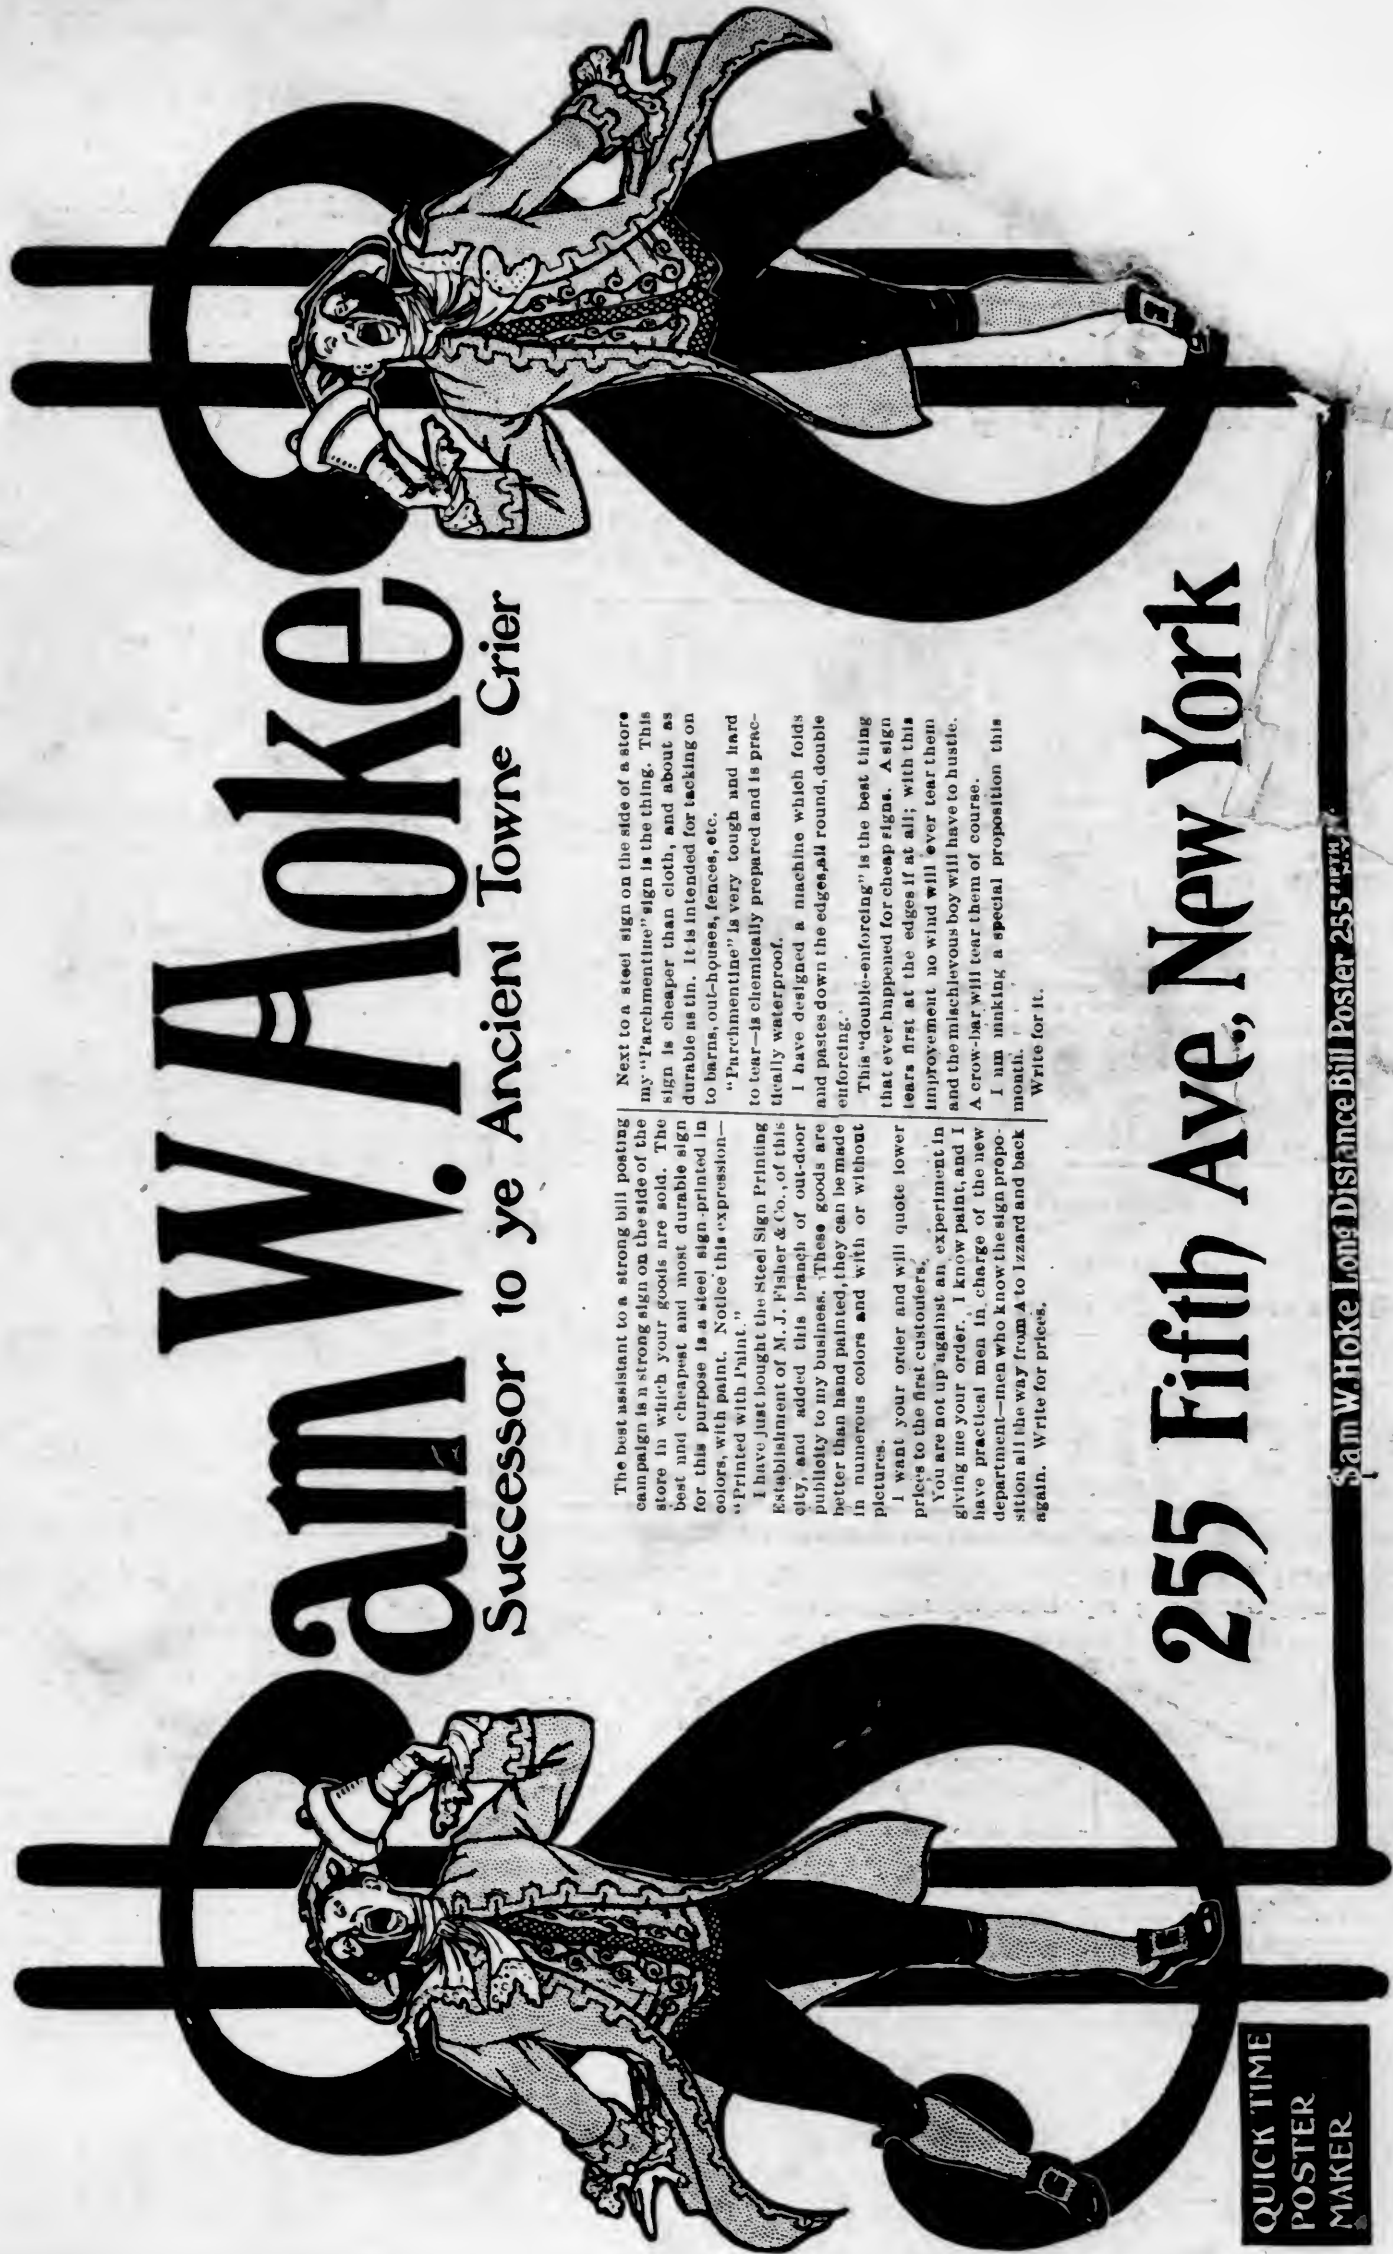 $am W. Hoke$
Successor to ye Ancient Towne Crier
The best assistant to a strong bill posting
campaign is a strong sign on the side of the
store in which your goods are sold. The
best and cheapest and most durable sign
for this purpose is a steel sign-printed in
colors, with paint. Notice this expression—
“Printed with Paint.”
I have just bought the Steel Sign Printing
Establishment of M. J. Fisher & Co., of this
city, and added this branch of out-door
publicity to my business. These goods are
better than hand painted, they can be made
in numerous colors and with or without
pictures.
I want your order and will quote lower
prices to the first customers.
You are not up against an experiment in
giving me your order. I know paint, and I
have practical men in charge of the new
department—men who know the sign propo-
sition all the way from A to Izzard and back
again. Write for prices.
Next to a steel sign on the side of a store
my “Parchmentine” sign is the thing. This
sign is cheaper than cloth, and about as
durable as tin. It is intended for tacking on
to barns, out-houses, fences, etc.
“Parchmentine” is very tough and hard
to tear—is chemically prepared and is prac-
tically waterproof.
I have designed a machine which folds
and pastes down the edges, all round, double
enforcing.
This “double-enforcing” is the best thing
that ever happened for cheap signs. A sign
tears first at the edges if at all; with this
improvement no wind will ever tear them
and the mischievous boy will have to hustle.
A crow-bar will tear them of course.
I am making a special proposition this
month.
Write for it.
255 Fifth Ave., New York
QUICK TIME
POSTER
MAKER
$am W. Hoke Long Distance Bill Poster 255 FIFTH AVE N.Y.